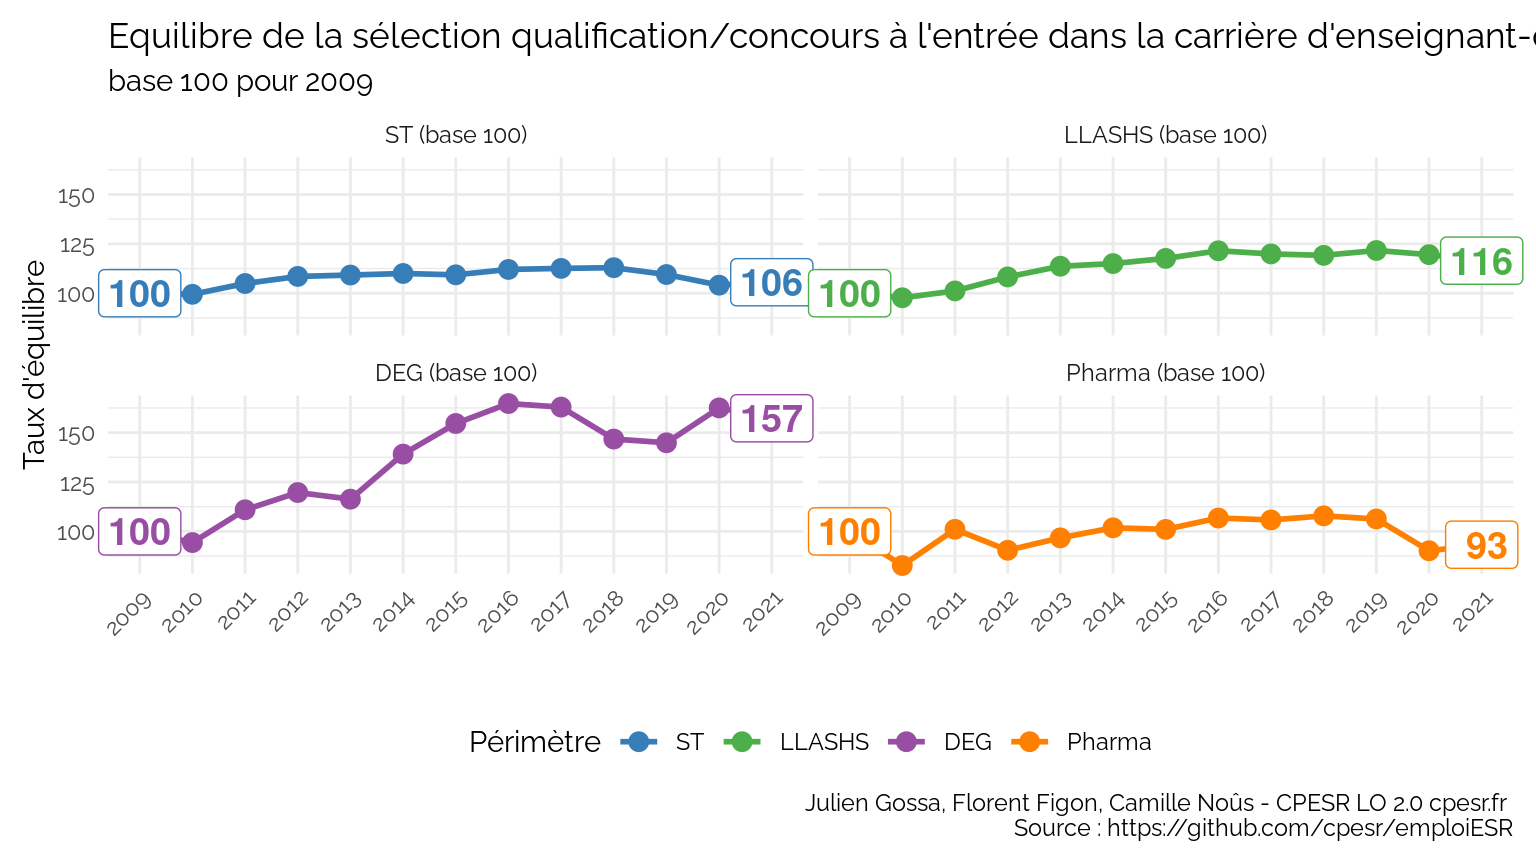 Equilibre de la sélection qualification/concours à l'entrée dans la carrière d'enseignant-
base 100 pour 2009
ST (base 100)
LLASHS (base 100)
150
125
100
100
106
100
116
Taux d'équilibre
DEG (base 100)
Pharma (base 100)
150
125
100
100
157
100
93
2009 2010 2011 2012 2013 2014 2015 2016 2017 2018 2019 2020 2021
2009 2010 2011 2012 2013 2014 2015 2016 2017 2018 2019 2020 2021
Périmètre ST LLASHS DEG Pharma
Julien Gossa, Florent Figon, Camille Noûs - CPESR LO 2.0 cpesr.fr
Source : https://github.com/cpesr/emploiESR